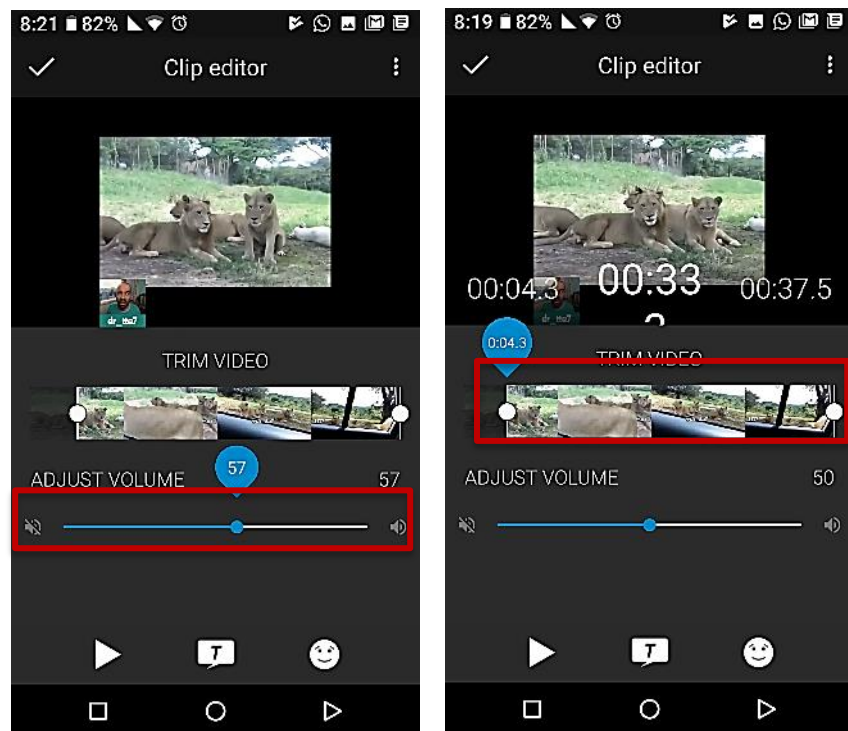 8:21 82%
Clip editor
dr_tha7
TRIM VIDEO
57
ADJUST VOLUME 57
T
8:19 82%
Clip editor
00:04.3 00:33 00:37.5
0:04.3
TRIM VIDEO
ADJUST VOLUME 50
T